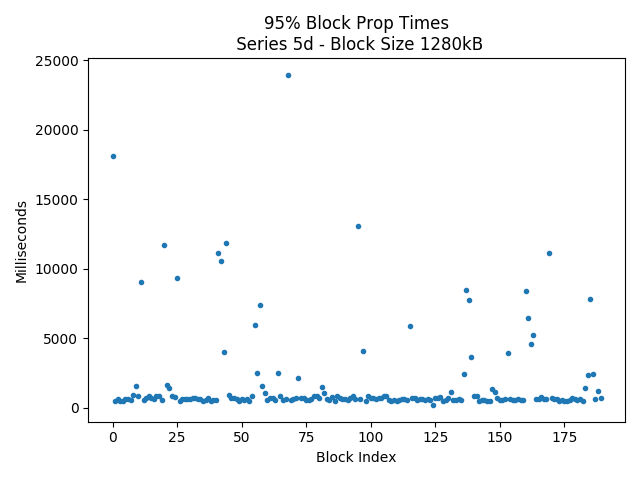 95% Block Prop Times
Series 5d - Block Size 1280kB
25000
20000
15000
10000
5000
0
Milliseconds
0 25 50 75 100 125 150 175
Block Index